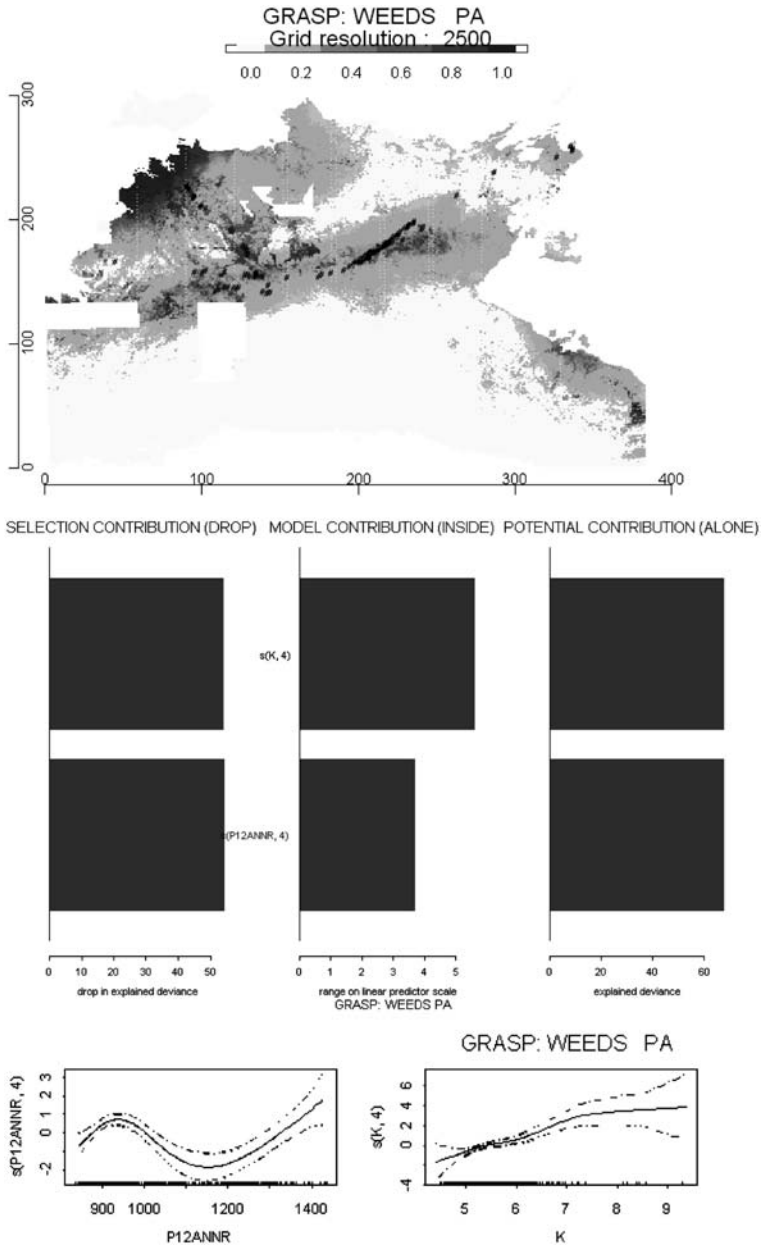 GRASP: WEEDS PA
Grid resolution : 2500
0.0 0.2 0.4 0.6 0.8 1.0
300
200
100
0
0 100 200 300 400
SELECTION CONTRIBUTION (DROP) MODEL CONTRIBUTION (INSIDE) POTENTIAL CONTRIBUTION (ALONE)
s(K, 4)
s(P12ANNR, 4)
0 10 20 30 40 50 0 1 2 3 4 5 0 20 40 60
drop in explained deviance range on linear predictor scale explained deviance
GRASP: WEEDS PA
GRASP: WEEDS PA
s(P12ANNR, 4)
3
2
1
0
-2
900 1000 1200 1400
P12ANNR
s(K, 4)
6
4
2
0
-4
5 6 7 8 9
K